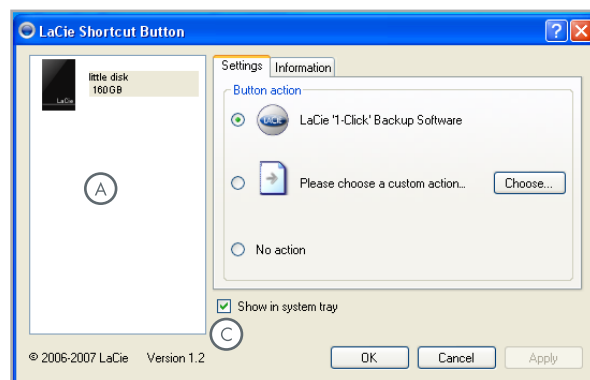 LaCie Shortcut Button
little disk
160GB
LaCie
A
Settings
Information
Button action
LaCie
LaCie '1-Click' Backup Software
Please choose a custom action...
Choose...
No action
Show in system tray
C
© 2006-2007 LaCie Version 1.2
OK
Cancel
Apply